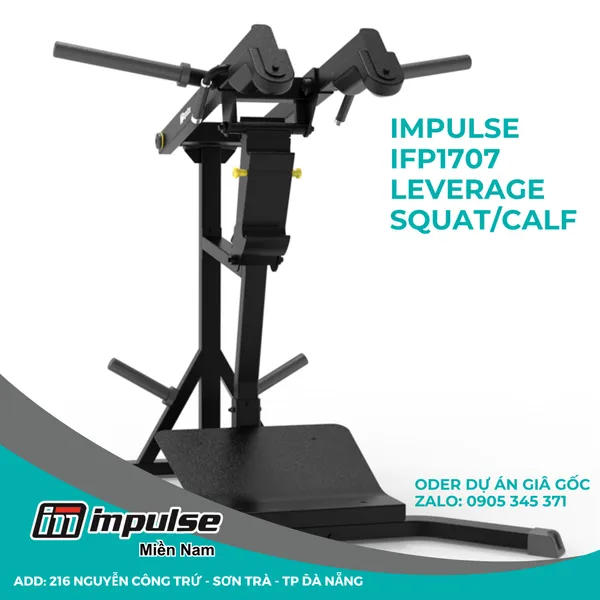 IMPULSE
IFP1707
LEVERAGE
SQUAT/CALF
ODER DỰ ÁN GIÂ GỐC
ZALO: 0905 345 371
impulse
Miền Nam
ADD: 216 NGUYỄN CÔNG TRỨ - SƠN TRÀ - TP ĐÀ NẴNG